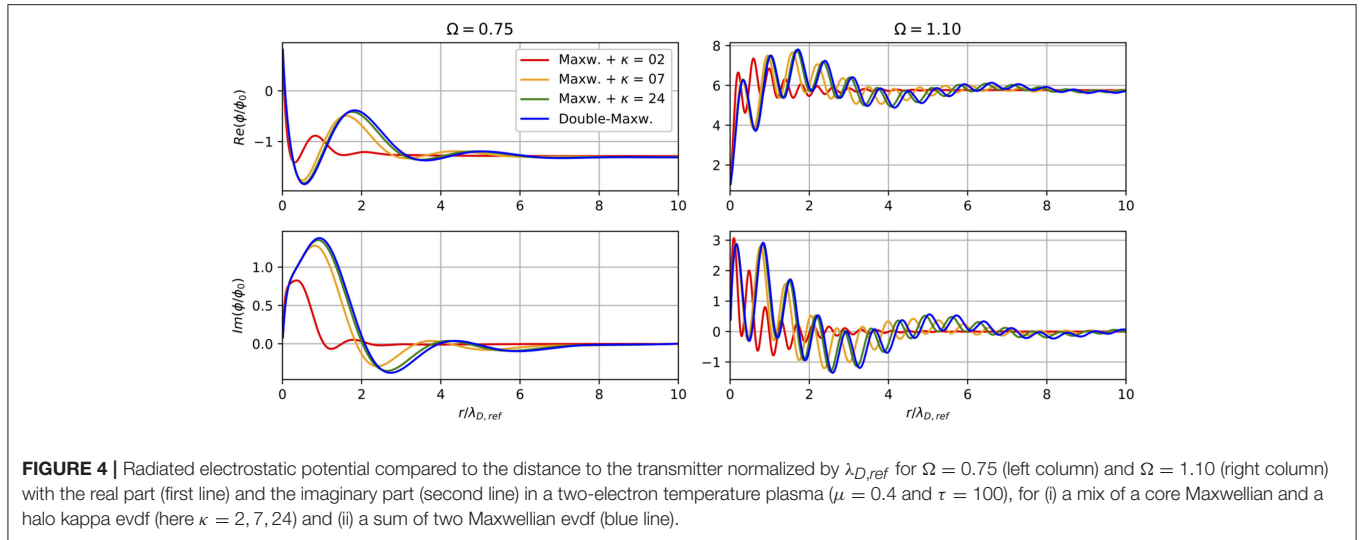 Ω = 0.75
Ω = 1.10
Re(ϕ/ϕ0)
0
−1
Maxw. + κ = 02
Maxw. + κ = 07
Maxw. + κ = 24
Double-Maxw.
0 2 4 6 8 10
8
6
4
2
0 2 4 6 8 10
Im(ϕ/ϕ0)
1.0
0.5
0.0
0 2 4 6 8 10
r/λD,ref
3
2
1
0
−1
0 2 4 6 8 10
r/λD,ref
FIGURE 4 | Radiated electrostatic potential compared to the distance to the transmitter normalized by λD,ref for Ω = 0.75 (left column) and Ω = 1.10 (right column)
with the real part (first line) and the imaginary part (second line) in a two-electron temperature plasma (μ = 0.4 and τ = 100), for (i) a mix of a core Maxwellian and a
halo kappa evdf (here κ = 2, 7, 24) and (ii) a sum of two Maxwellian evdf (blue line).